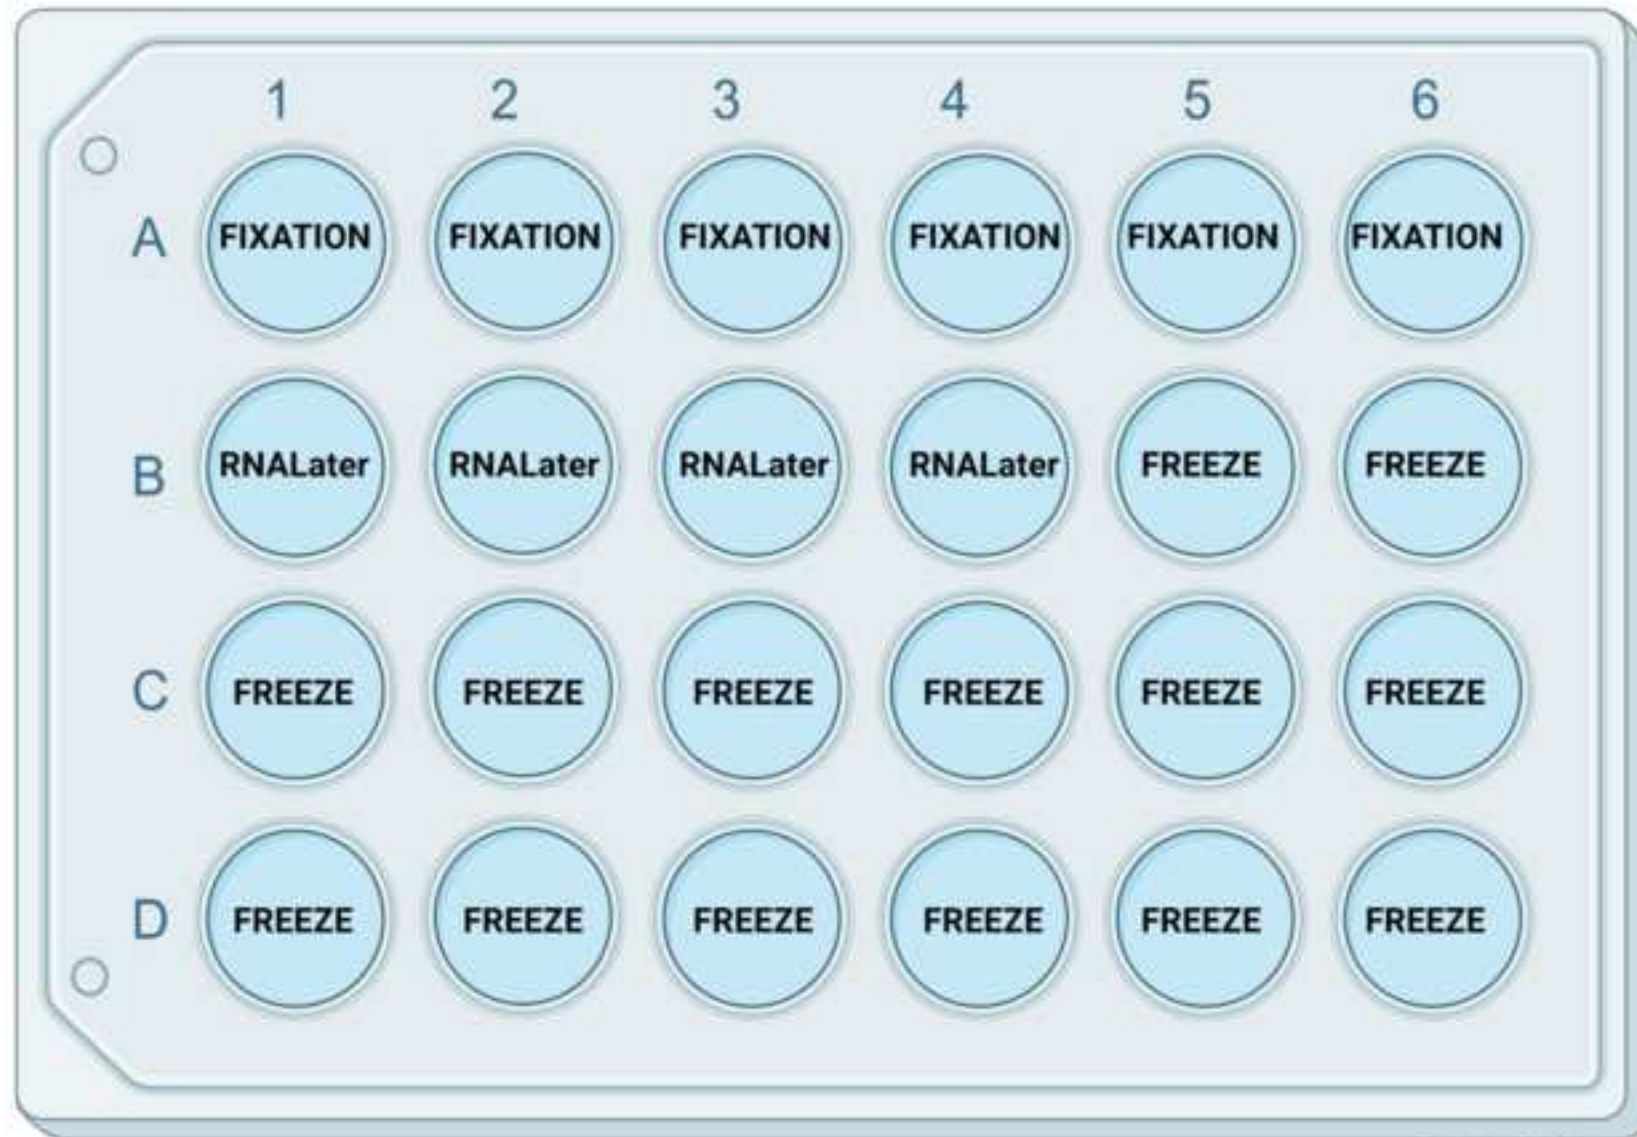 1 2 3 4 5 6
A FIXATION FIXATION FIXATION FIXATION FIXATION FIXATION
B RNALater RNALater RNALater RNALater FREEZE FREEZE
C FREEZE FREEZE FREEZE FREEZE FREEZE FREEZE
D FREEZE FREEZE FREEZE FREEZE FREEZE FREEZE